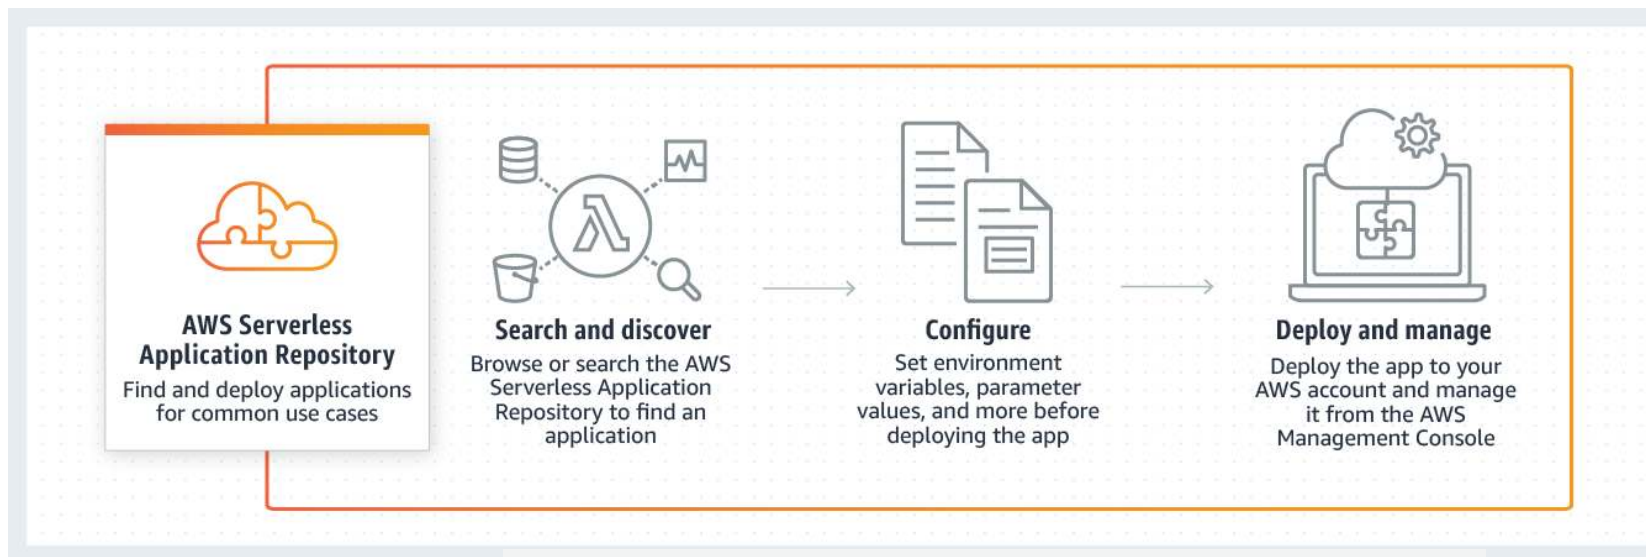 AWS Serverless
Application Repository
Find and deploy applications
for common use cases
Search and discover
Browse or search the AWS
Serverless Application
Repository to find an
application
Configure
Set environment
variables, parameter
values, and more before
deploying the app
Deploy and manage
Deploy the app to your
AWS account and manage
it from the AWS
Management Console